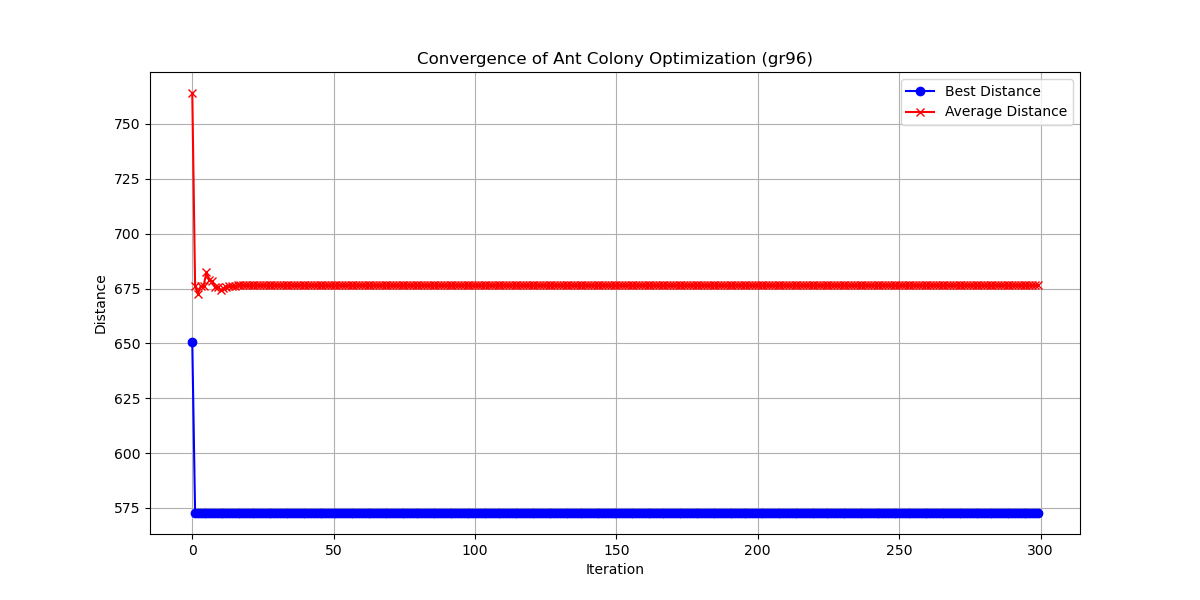 Convergence of Ant Colony Optimization (gr96)
Best Distance
Average Distance
Distance
750
725
700
675
650
625
600
575
0 50 100 150 200 250 300
Iteration